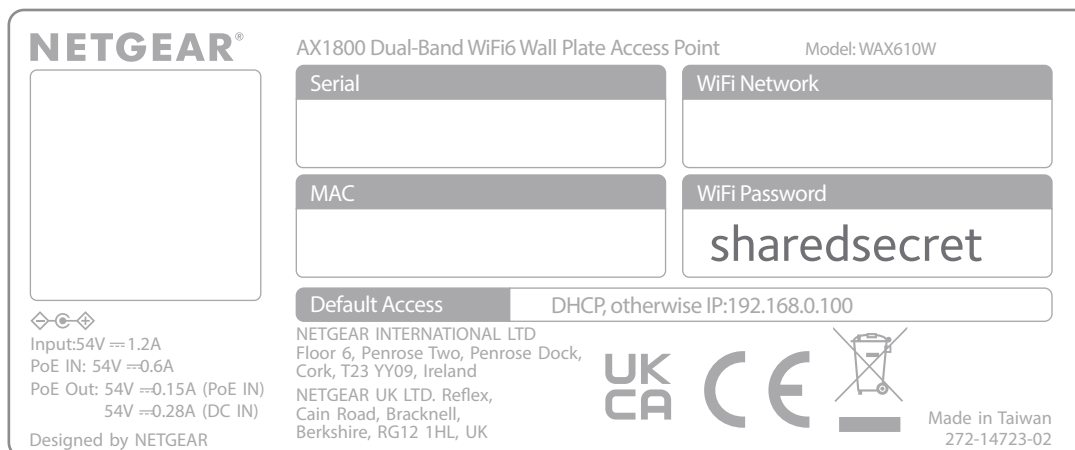 NETGEAR®
AX1800 Dual-Band WiFi6 Wall Plate Access Point
Model: WAX610W
Serial
WiFi Network
MAC
WiFi Password
sharedsecret
Default Access
DHCP, otherwise IP:192.168.0.100
Input:54V ⎓ 1.2A
PoE IN: 54V ⎓0.6A
PoE Out: 54V ⎓0.15A (PoE IN)
54V ⎓0.28A (DC IN)
Designed by NETGEAR
NETGEAR INTERNATIONAL LTD
Floor 6, Penrose Two, Penrose Dock,
Cork, T23 YY09, Ireland
NETGEAR UK LTD. Reflex,
Cain Road, Bracknell,
Berkshire, RG12 1HL, UK
UK
CA
CE
Made in Taiwan
272-14723-02